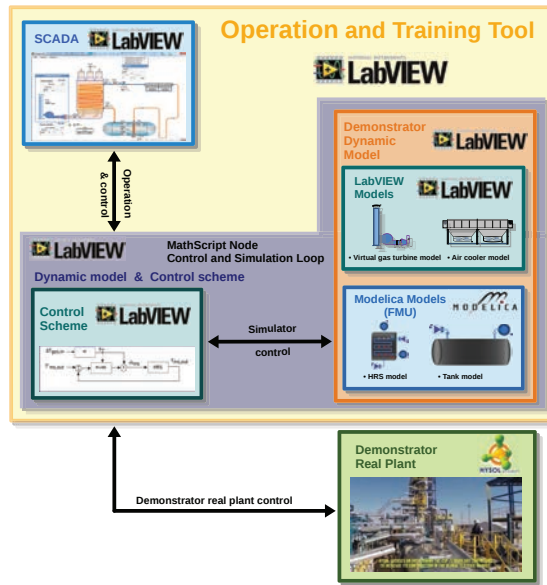 Operation and Training Tool
SCADA
LabVIEW
LabVIEW
Operation
& control
Demonstrator
Dynamic
Model
LabVIEW
LabVIEW
Models
LabVIEW
• Virtual gas turbine model
• Air cooler model
LabVIEW
MathScript Node
Control and Simulation Loop
Dynamic model & Control scheme
Control
Scheme
LabVIEW
Simulator
control
Modelica Models
(FMU)
MODELICA
• HRS model
• Tank model
Demonstrator real plant control
Demonstrator
Real Plant
HYSOL